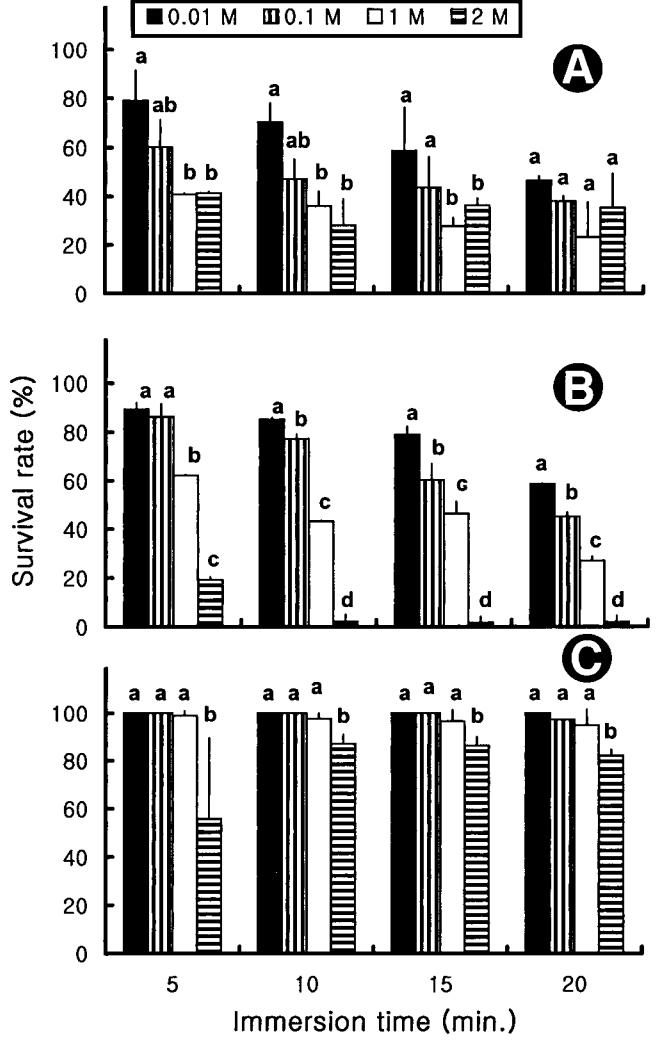 0.01 M 0.1 M 1 M 2 M
A
100
80
60
40
20
0
a ab b b
a ab b b
a a b b
a a a a
B
100
80
60
40
20
0
a a b c
a b c d
a b c d
a b c d
C
100
80
60
40
20
0
a a a b
a a a b
a a a b
a a a b
5 10 15 20
Survival rate (%)
Immersion time (min.)